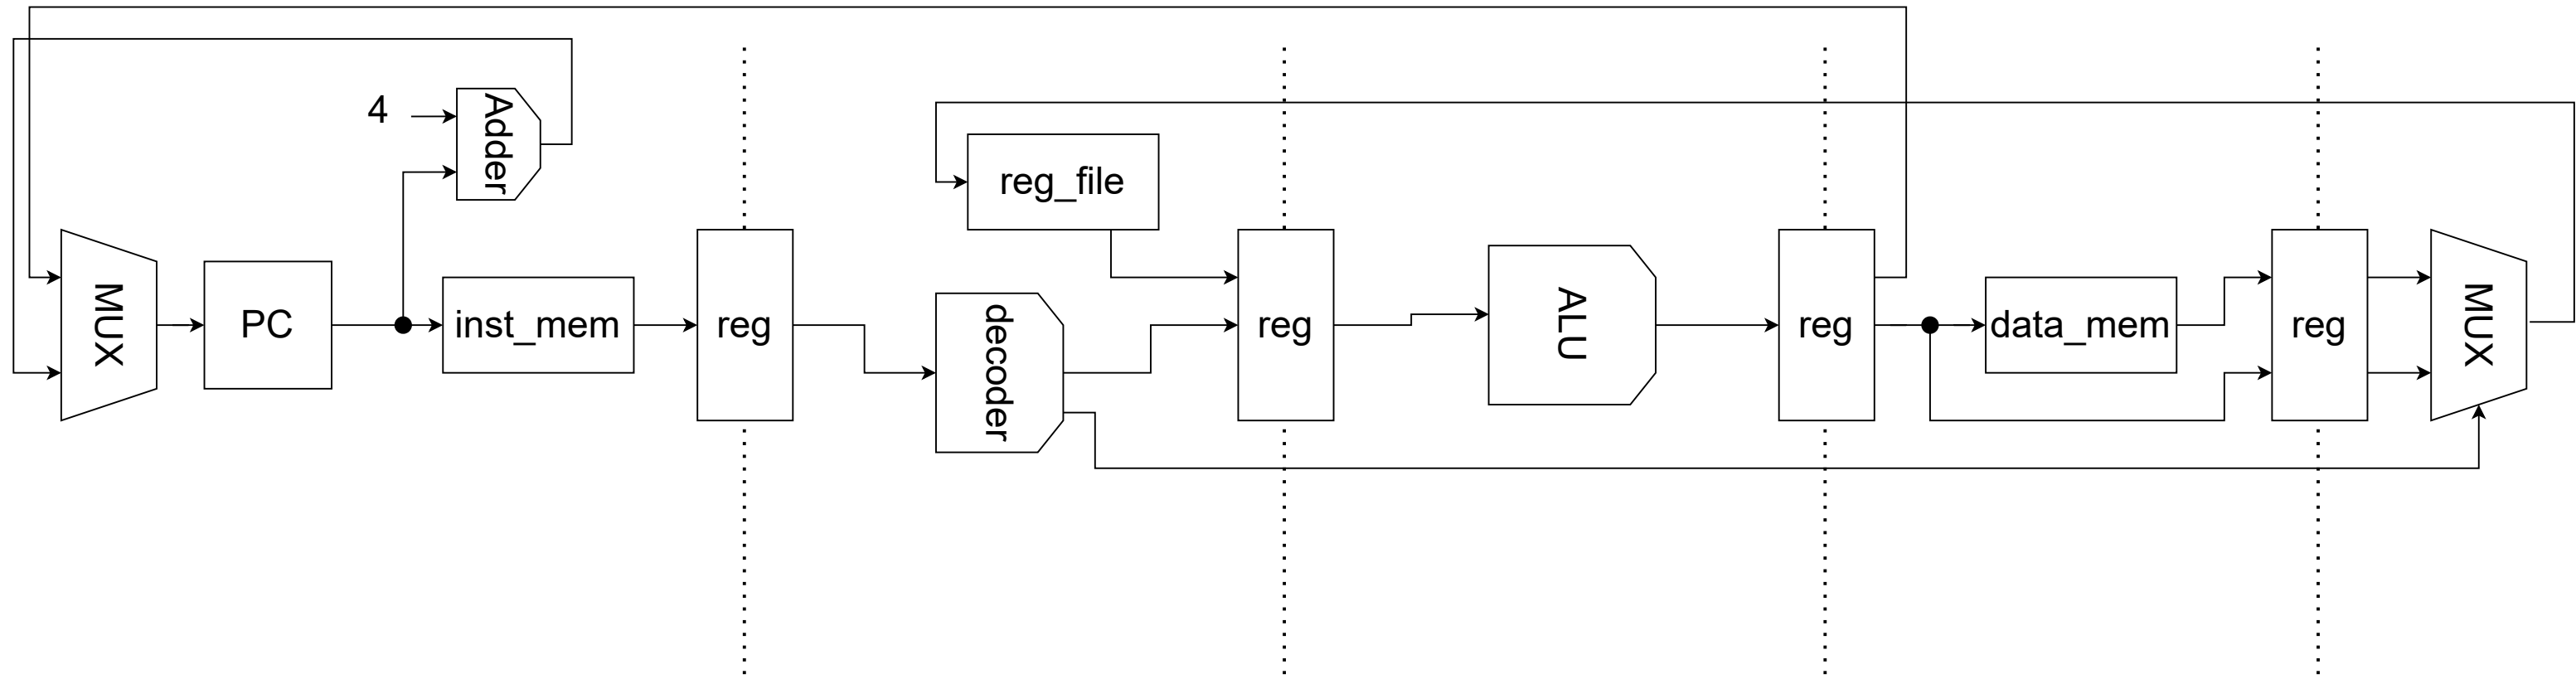 4
Adder
MUX
PC
inst_mem
reg
reg_file
decoder
reg
ALU
reg
data_mem
reg
MUX